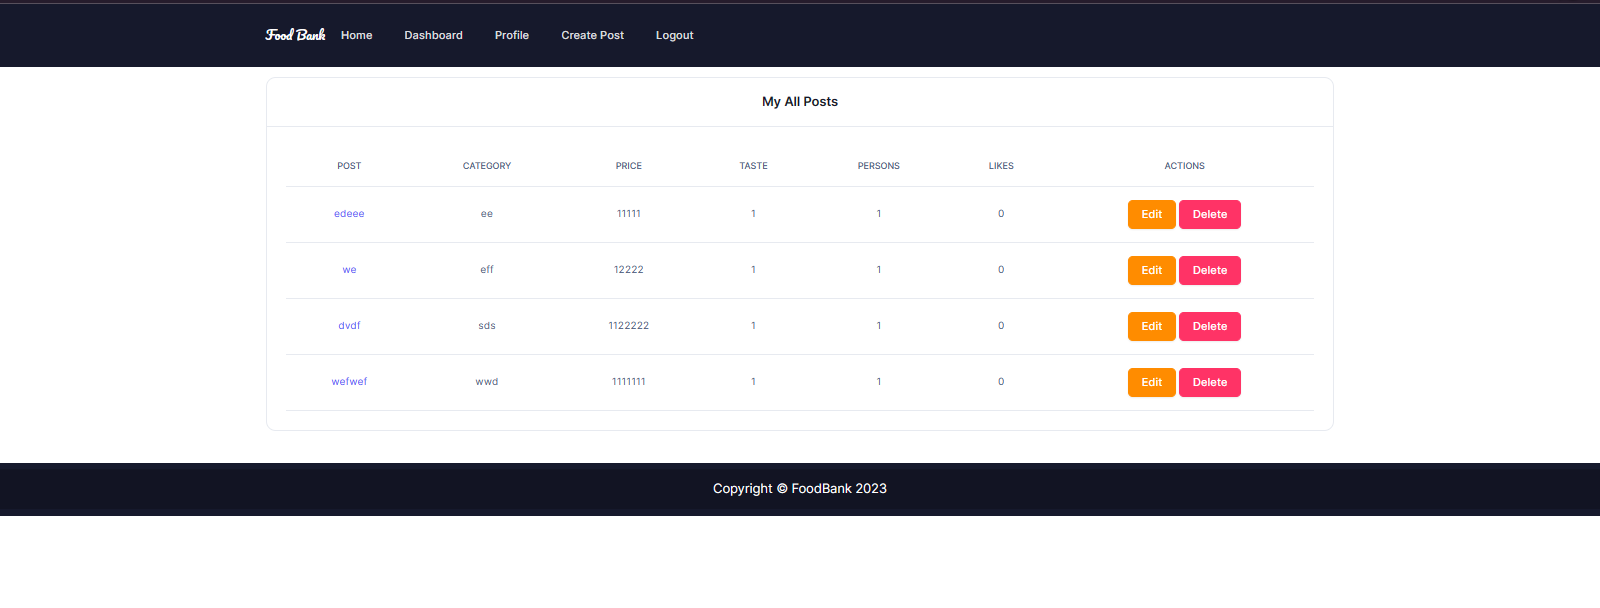 Food Bank Home Dashboard Profile Create Post Logout
My All Posts
POST CATEGORY PRICE TASTE PERSONS LIKES ACTIONS
edeee ee 11111 1 1 0 Edit Delete
we eff 12222 1 1 0 Edit Delete
dvdf sds 1122222 1 1 0 Edit Delete
wefwef wwd 1111111 1 1 0 Edit Delete
Copyright © FoodBank 2023